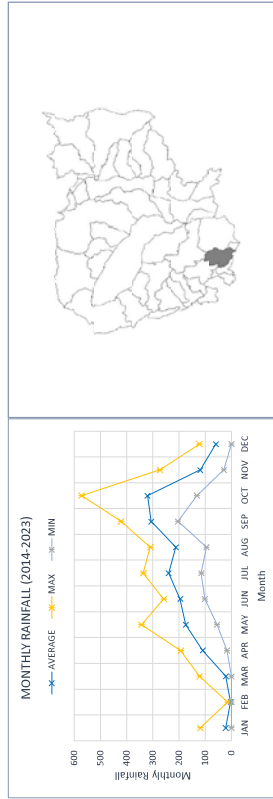 MONTHLY RAINFALL (2014-2023)
AVERAGE MAX MIN
Monthly Rainfall
600
500
400
300
200
100
0
JAN FEB MAR APR MAY JUN JUL AUG SEP OCT NOV DEC
Month